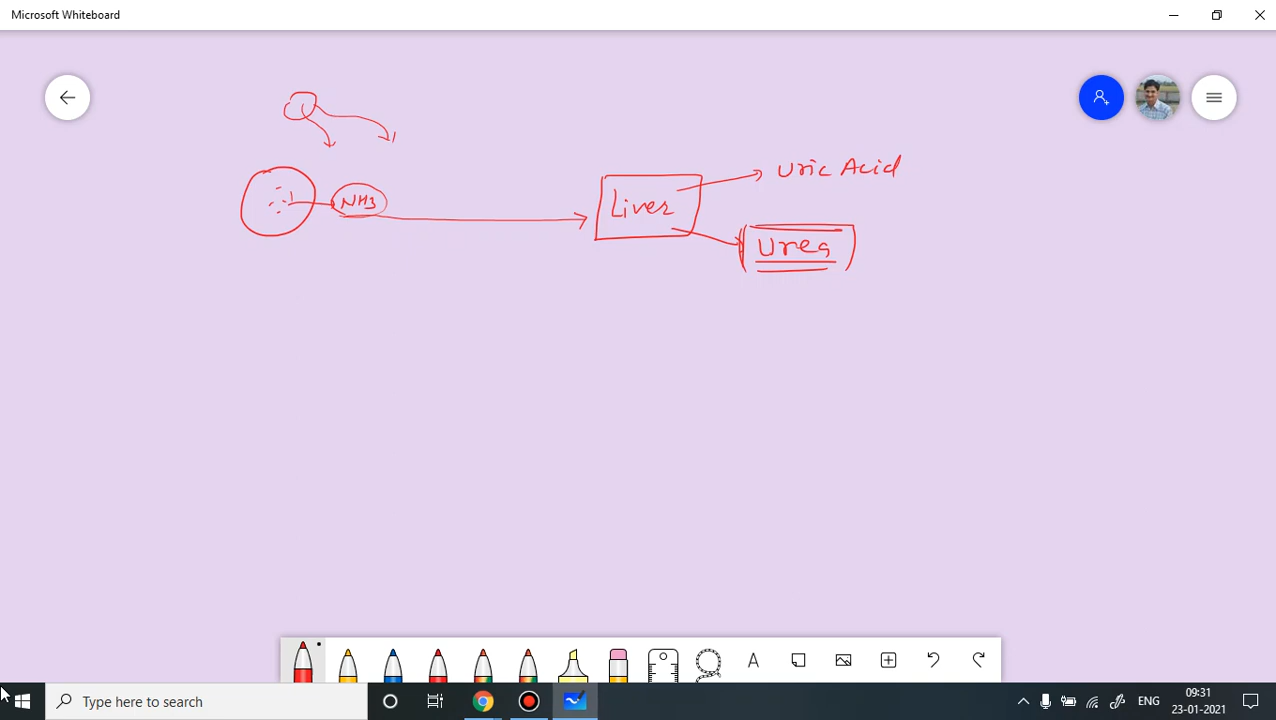 Microsoft Whiteboard
Uric Acid
NH3
Liver
Urea
Type here to search
ENG
09:31
23-01-2021